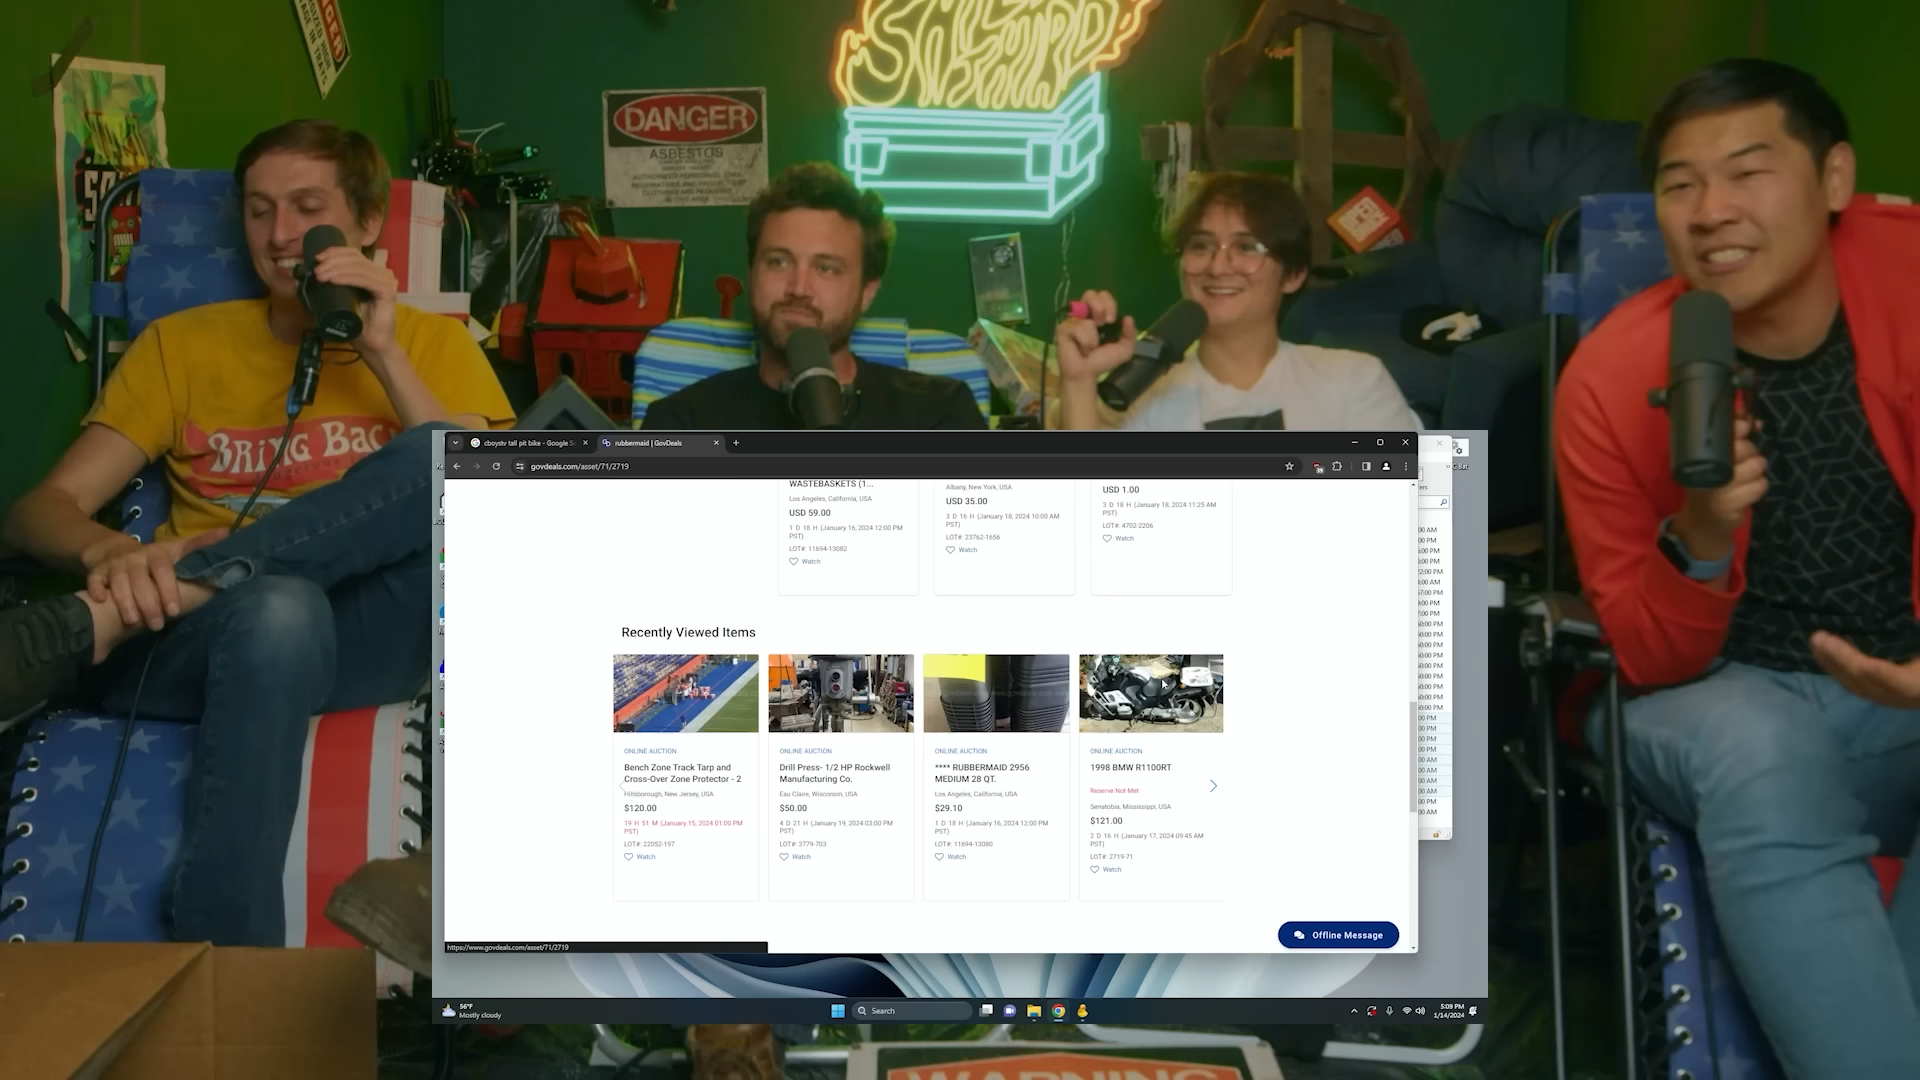 DANGER
DANGER
ASBESTOS
BRING BACK
cboystv tall pit bike - Google S
rubbermaid | GovDeals
govdeals.com/asset/71/2719
WASTEBASKETS (1...
Los Angeles, California, USA
USD 59.00
1 D 18 H (January 16, 2024 12:00 PM
PST)
LOT#: 11694-13082
Watch
Albany, New York, USA
USD 35.00
3 D 16 H (January 18, 2024 10:00 AM
PST)
LOT#: 23762-1656
Watch
USD 1.00
3 D 18 H (January 18, 2024 11:25 AM
PST)
LOT#: 4702-2206
Watch
Recently Viewed Items
ONLINE AUCTION
Bench Zone Track Tarp and
Cross-Over Zone Protector - 2
Hillsborough, New Jersey, USA
$120.00
19 H 51 M (January 15, 2024 01:00 PM
PST)
LOT#: 22052-197
Watch
ONLINE AUCTION
Drill Press- 1/2 HP Rockwell
Manufacturing Co.
Eau Claire, Wisconsin, USA
$50.00
4 D 21 H (January 19, 2024 03:00 PM
PST)
LOT#: 3779-703
Watch
ONLINE AUCTION
**** RUBBERMAID 2956
MEDIUM 28 QT.
Los Angeles, California, USA
$29.10
1 D 18 H (January 16, 2024 12:00 PM
PST)
LOT#: 11694-13080
Watch
ONLINE AUCTION
1998 BMW R1100RT
Reserve Not Met
Senatobia, Mississippi, USA
$121.00
2 D 16 H (January 17, 2024 09:45 AM
PST)
LOT#: 2719-71
Watch
Offline Message
https://www.govdeals.com/asset/71/2719
56°F
Mostly cloudy
Search
5:09 PM
1/14/2024
WARNING